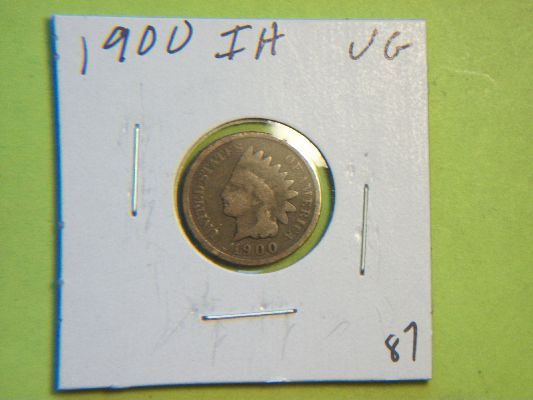 1900 IH VG
UNITED STATES OF AMERICA
1900
87